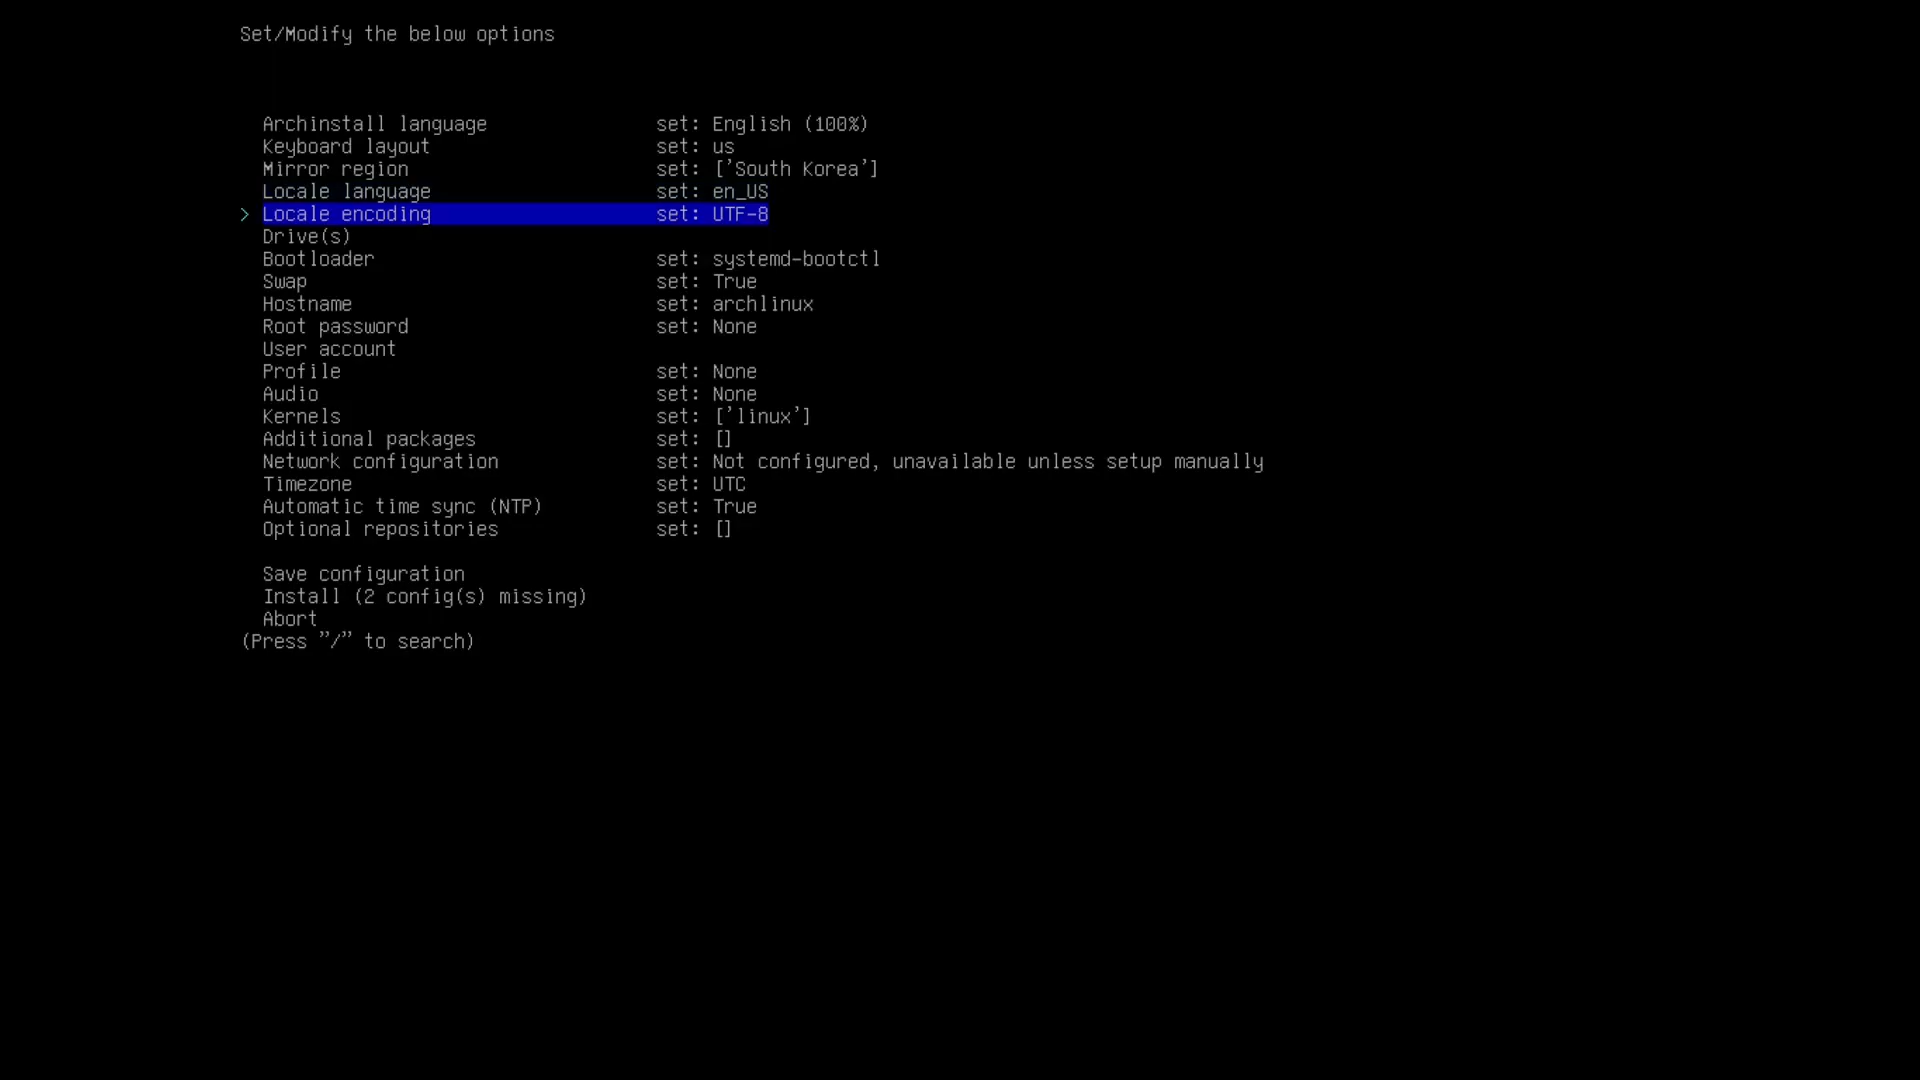 Set/Modify the below options
Archinstall language set: English (100%)
Keyboard layout set: us
Mirror region set: ['South Korea']
Locale language set: en_US
> Locale encoding set: UTF-8
Drive(s)
Bootloader set: systemd-bootctl
Swap set: True
Hostname set: archlinux
Root password set: None
User account
Profile set: None
Audio set: None
Kernels set: ['linux']
Additional packages set: []
Network configuration set: Not configured, unavailable unless setup manually
Timezone set: UTC
Automatic time sync (NTP) set: True
Optional repositories set: []
Save configuration
Install (2 config(s) missing)
Abort
(Press "/" to search)